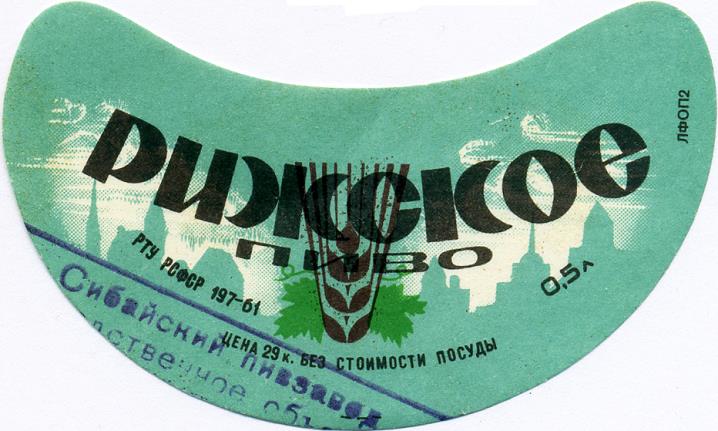 РИЖСКОЕ
ПИВО
РТУ РСФСР 197-61
0,5 л
ЦЕНА 29 к. БЕЗ СТОИМОСТИ ПОСУДЫ
ЛФОП2
Сибайский пивзавод